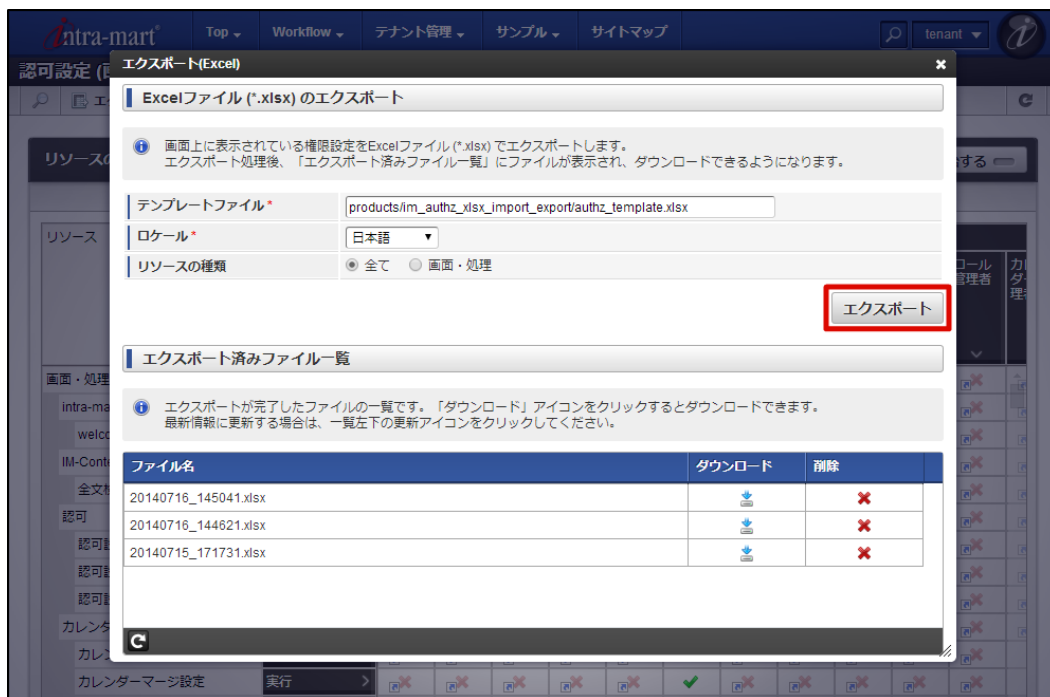 intra-mart
Top
Workflow
テナント管理
サンプル
サイトマップ
tenant
認可設定 (
エクスポート(Excel)
Excelファイル (*.xlsx) のエクスポート
画面上に表示されている権限設定をExcelファイル (*.xlsx) でエクスポートします。
エクスポート処理後、「エクスポート済みファイル一覧」にファイルが表示され、ダウンロードできるようになります。
リソースの
する
テンプレートファイル*
products/im_authz_xlsx_import_export/authz_template.xlsx
リソース
ロケール*
日本語
リソースの種類
全て
画面・処理
ロール
管理者
エクスポート
エクスポート済みファイル一覧
画面・処理
エクスポートが完了したファイルの一覧です。「ダウンロード」アイコンをクリックするとダウンロードできます。
最新情報に更新する場合は、一覧左下の更新アイコンをクリックしてください。
intra-ma
welco
IM-Conte
ファイル名
ダウンロード
削除
全文検
20140716_145041.xlsx
認可
20140716_144621.xlsx
認可
20140715_171731.xlsx
認可
認可
カレンダ
カレン
カレンダーマージ設定
実行